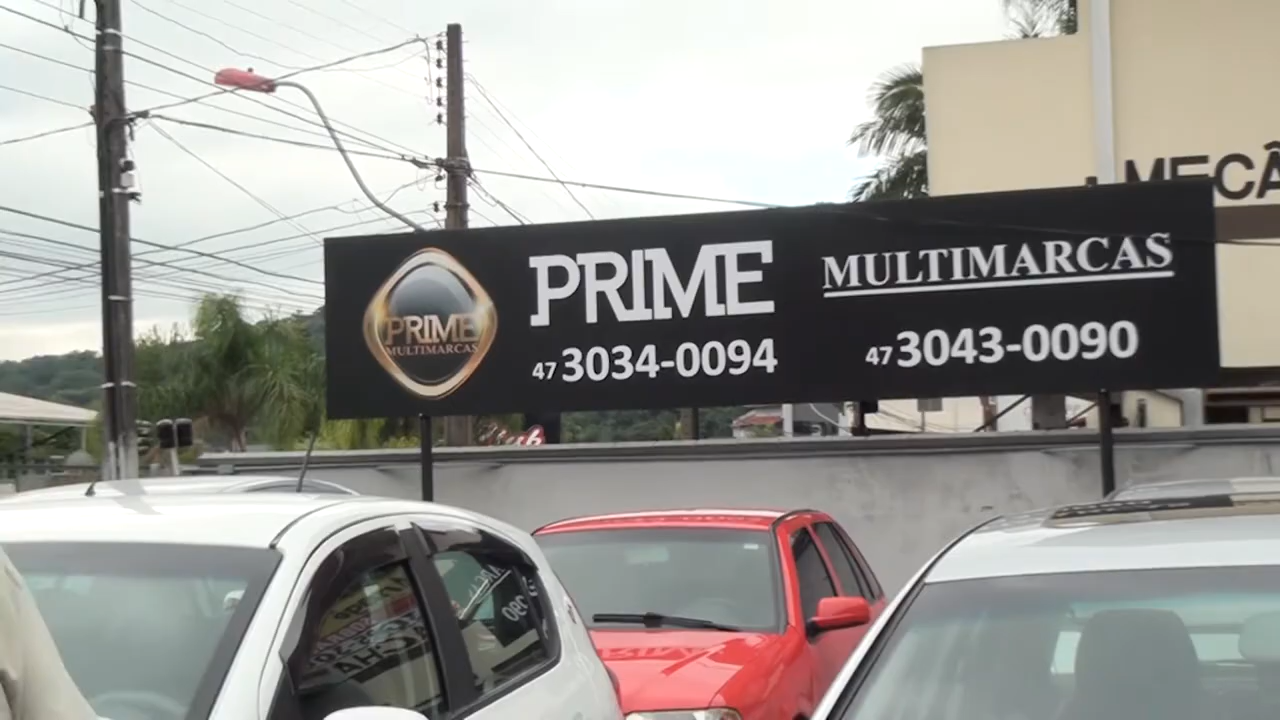 MECÂ
PRIME
MULTIMARCAS
PRIME
47 3034-0094
MULTIMARCAS
47 3043-0090